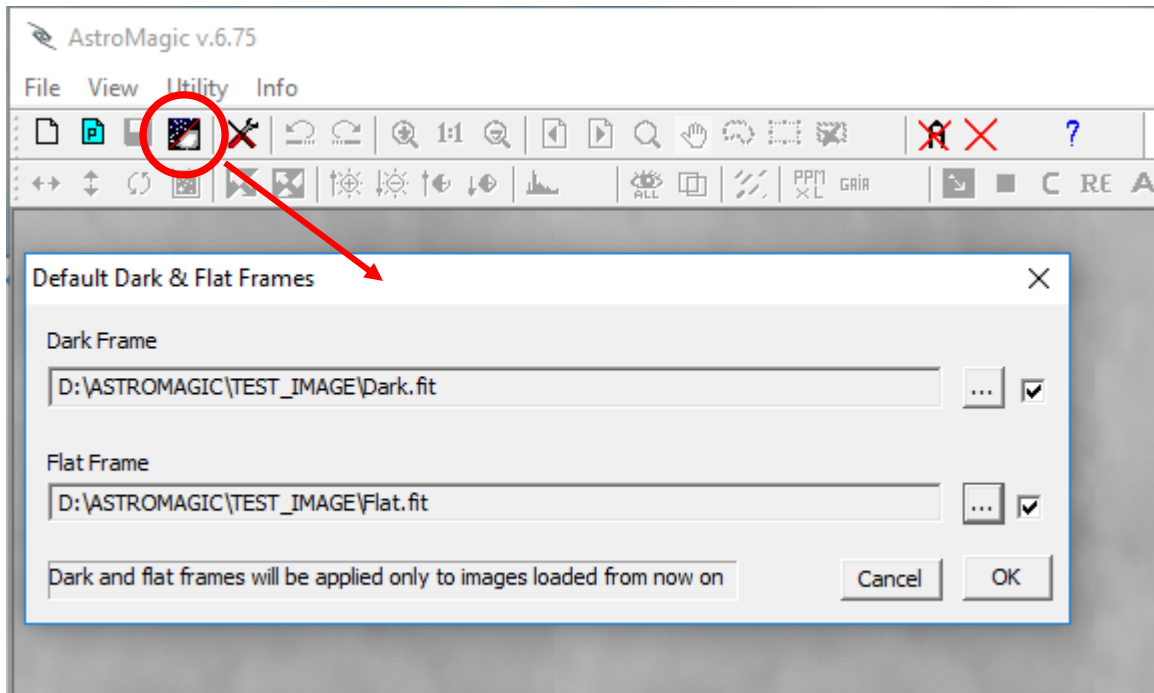 AstroMagic v.6.75
File View Utility Info
P 1:1 ?
ALL PPM XL GAIA C RE A
Default Dark & Flat Frames
Dark Frame
D:\ASTROMAGIC\TEST_IMAGE\Dark.fit ...
Flat Frame
D:\ASTROMAGIC\TEST_IMAGE\Flat.fit ...
Dark and flat frames will be applied only to images loaded from now on Cancel OK